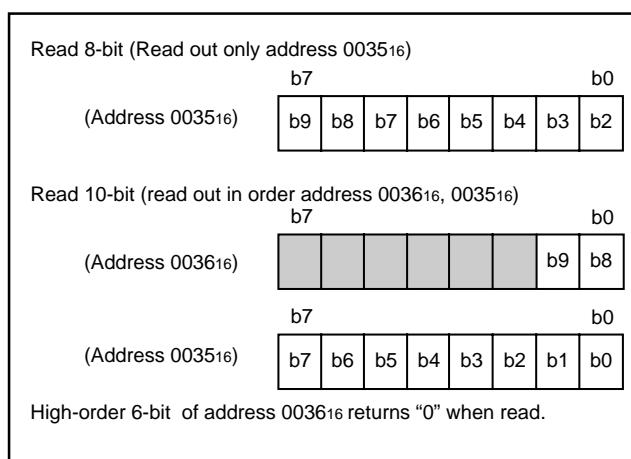 Read 8-bit (Read out only address 003516)
b7 b0
(Address 003516) b9 b8 b7 b6 b5 b4 b3 b2
Read 10-bit (read out in order address 003616, 003516)
b7 b0
(Address 003616) b9 b8
b7 b0
(Address 003516) b7 b6 b5 b4 b3 b2 b1 b0
High-order 6-bit of address 003616 returns “0” when read.